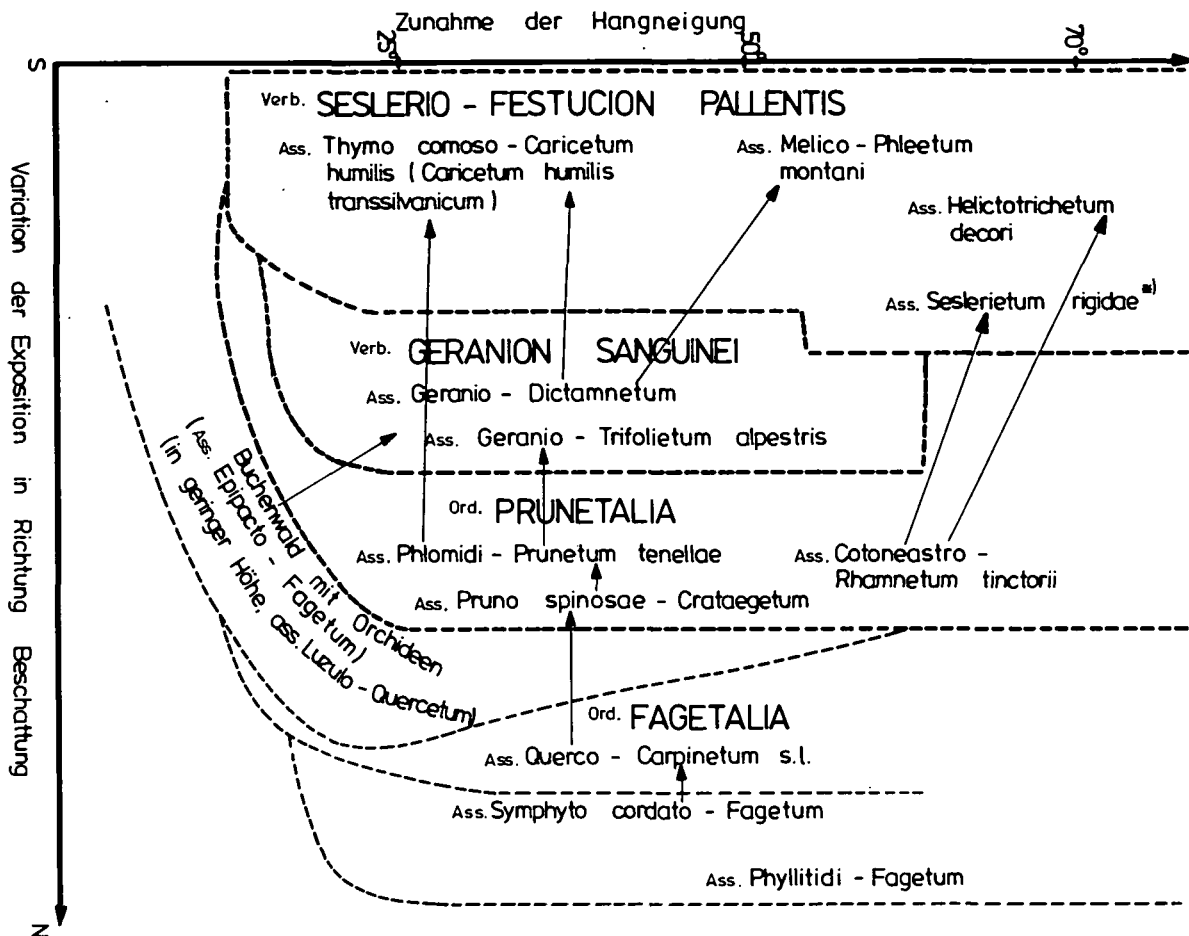 Zunahme der Hangneigung
25°
50°
70°
S
Verb. SESLERIO - FESTUCION PALLENTIS
Ass. Thymo comoso - Caricetum
humilis ( Caricetum humilis
transsilvanicum )
Ass. Melico - Phleetum
montani
Ass. Helictotrichetum
decori
Ass. Seslerietum rigidae
Verb. GERANION SANGUINEI
Ass. Geranio - Dictamnetum
Ass. Geranio - Trifolietum alpestris
Ord. PRUNETALIA
Ass. Phlomidi - Prunetum tenellae
Ass. Pruno spinosae - Crataegetum
Ass. Cotoneastro -
Rhamnetum tinctorii
Buchenwald mit Orchideen
(Ass. Epipacto - Fagetum)
(in geringer Höhe, ass. Luzulo - Quercetum)
Ord. FAGETALIA
Ass. Querco - Carpinetum s.l.
Ass. Symphyto cordato - Fagetum
Ass. Phyllitidi - Fagetum
Variation der Exposition in Richtung Beschattung
N